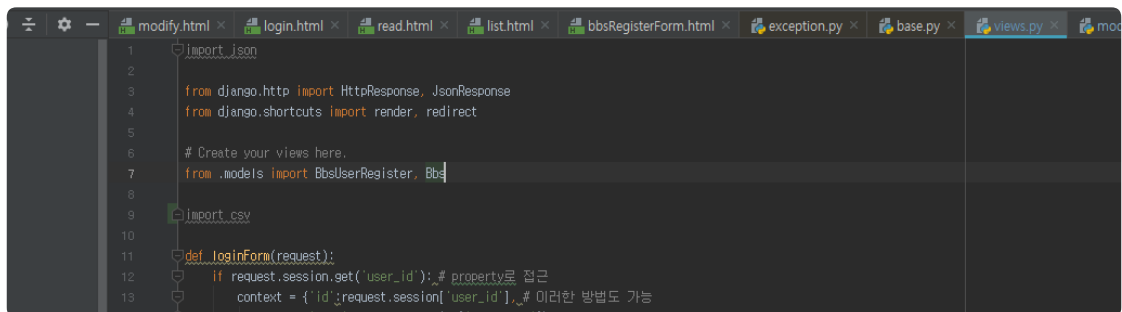 modify.html login.html read.html list.html bbsRegisterForm.html exception.py base.py views.py
1 import json
2
3 from django.http import HttpResponse, JsonResponse
4 from django.shortcuts import render, redirect
5
6 # Create your views here.
7 from .models import BbsUserRegister, Bbs
8
9 import csv
10
11 def loginForm(request):
12 if request.session.get('user_id'): # property로 접근
13 context = {'id':request.session['user_id'], # 이러한 방법도 가능